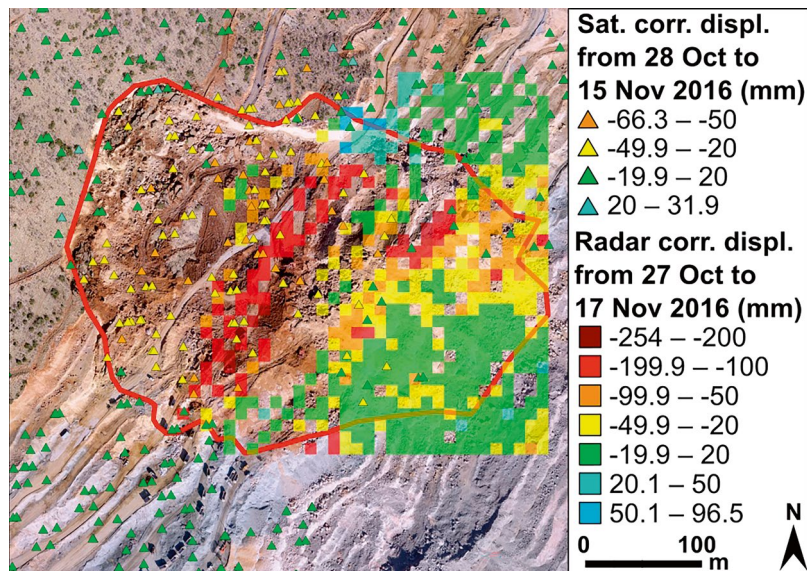 Sat. corr. displ.
from 28 Oct to
15 Nov 2016 (mm)
-66.3 – -50
-49.9 – -20
-19.9 – 20
20 – 31.9
Radar corr. displ.
from 27 Oct to
17 Nov 2016 (mm)
-254 – -200
-199.9 – -100
-99.9 – -50
-49.9 – -20
-19.9 – 20
20.1 – 50
50.1 – 96.5
N
0 100
m